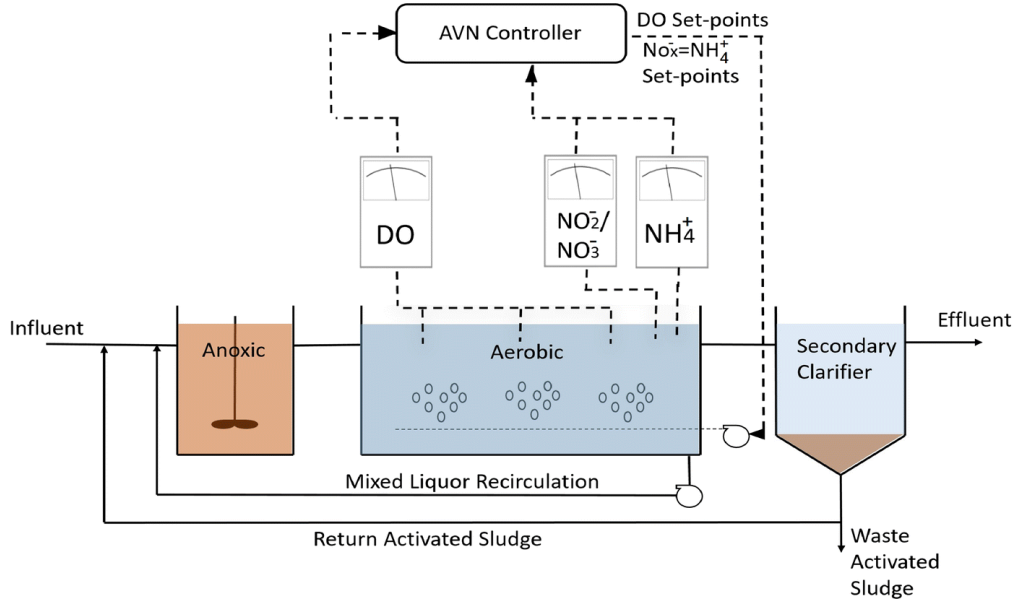 AVN Controller
DO Set-points
Nox̄=NH₄⁺
Set-points
DO
NO₂⁻/
NO₃⁻
NH₄⁺
Influent
Anoxic
Aerobic
Secondary
Clarifier
Effluent
Mixed Liquor Recirculation
Return Activated Sludge
Waste
Activated
Sludge